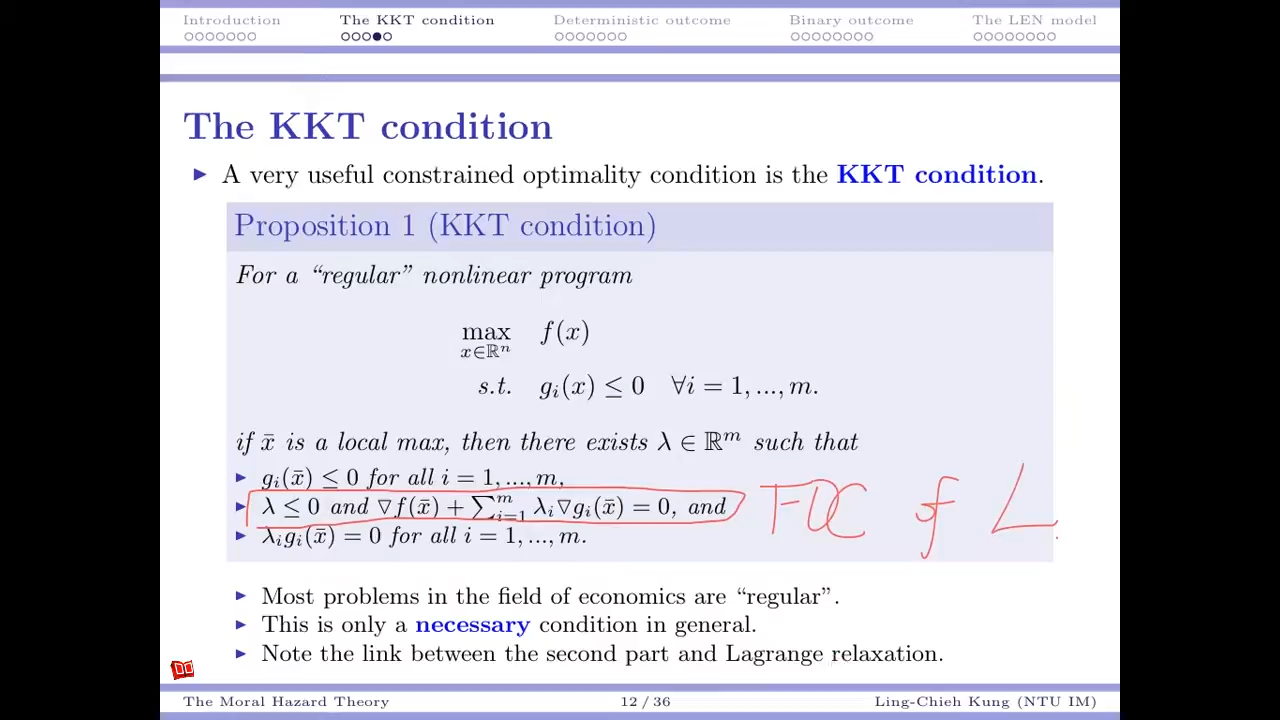 Introduction The KKT condition Deterministic outcome Binary outcome The LEN model
The KKT condition
▶ A very useful constrained optimality condition is the KKT condition.
Proposition 1 (KKT condition)
For a “regular” nonlinear program
max f(x)
x∈ℝⁿ
s.t. gᵢ(x) ≤ 0 ∀i = 1, ..., m.
if x̄ is a local max, then there exists λ ∈ ℝᵐ such that
▶ gᵢ(x̄) ≤ 0 for all i = 1, ..., m,
▶ λ ≤ 0 and ▽f(x̄) + ∑ᵐᵢ₌₁ λᵢ▽gᵢ(x̄) = 0, and FOC of L
▶ λᵢgᵢ(x̄) = 0 for all i = 1, ..., m.
▶ Most problems in the field of economics are “regular”.
▶ This is only a necessary condition in general.
▶ Note the link between the second part and Lagrange relaxation.
The Moral Hazard Theory 12 / 36 Ling-Chieh Kung (NTU IM)